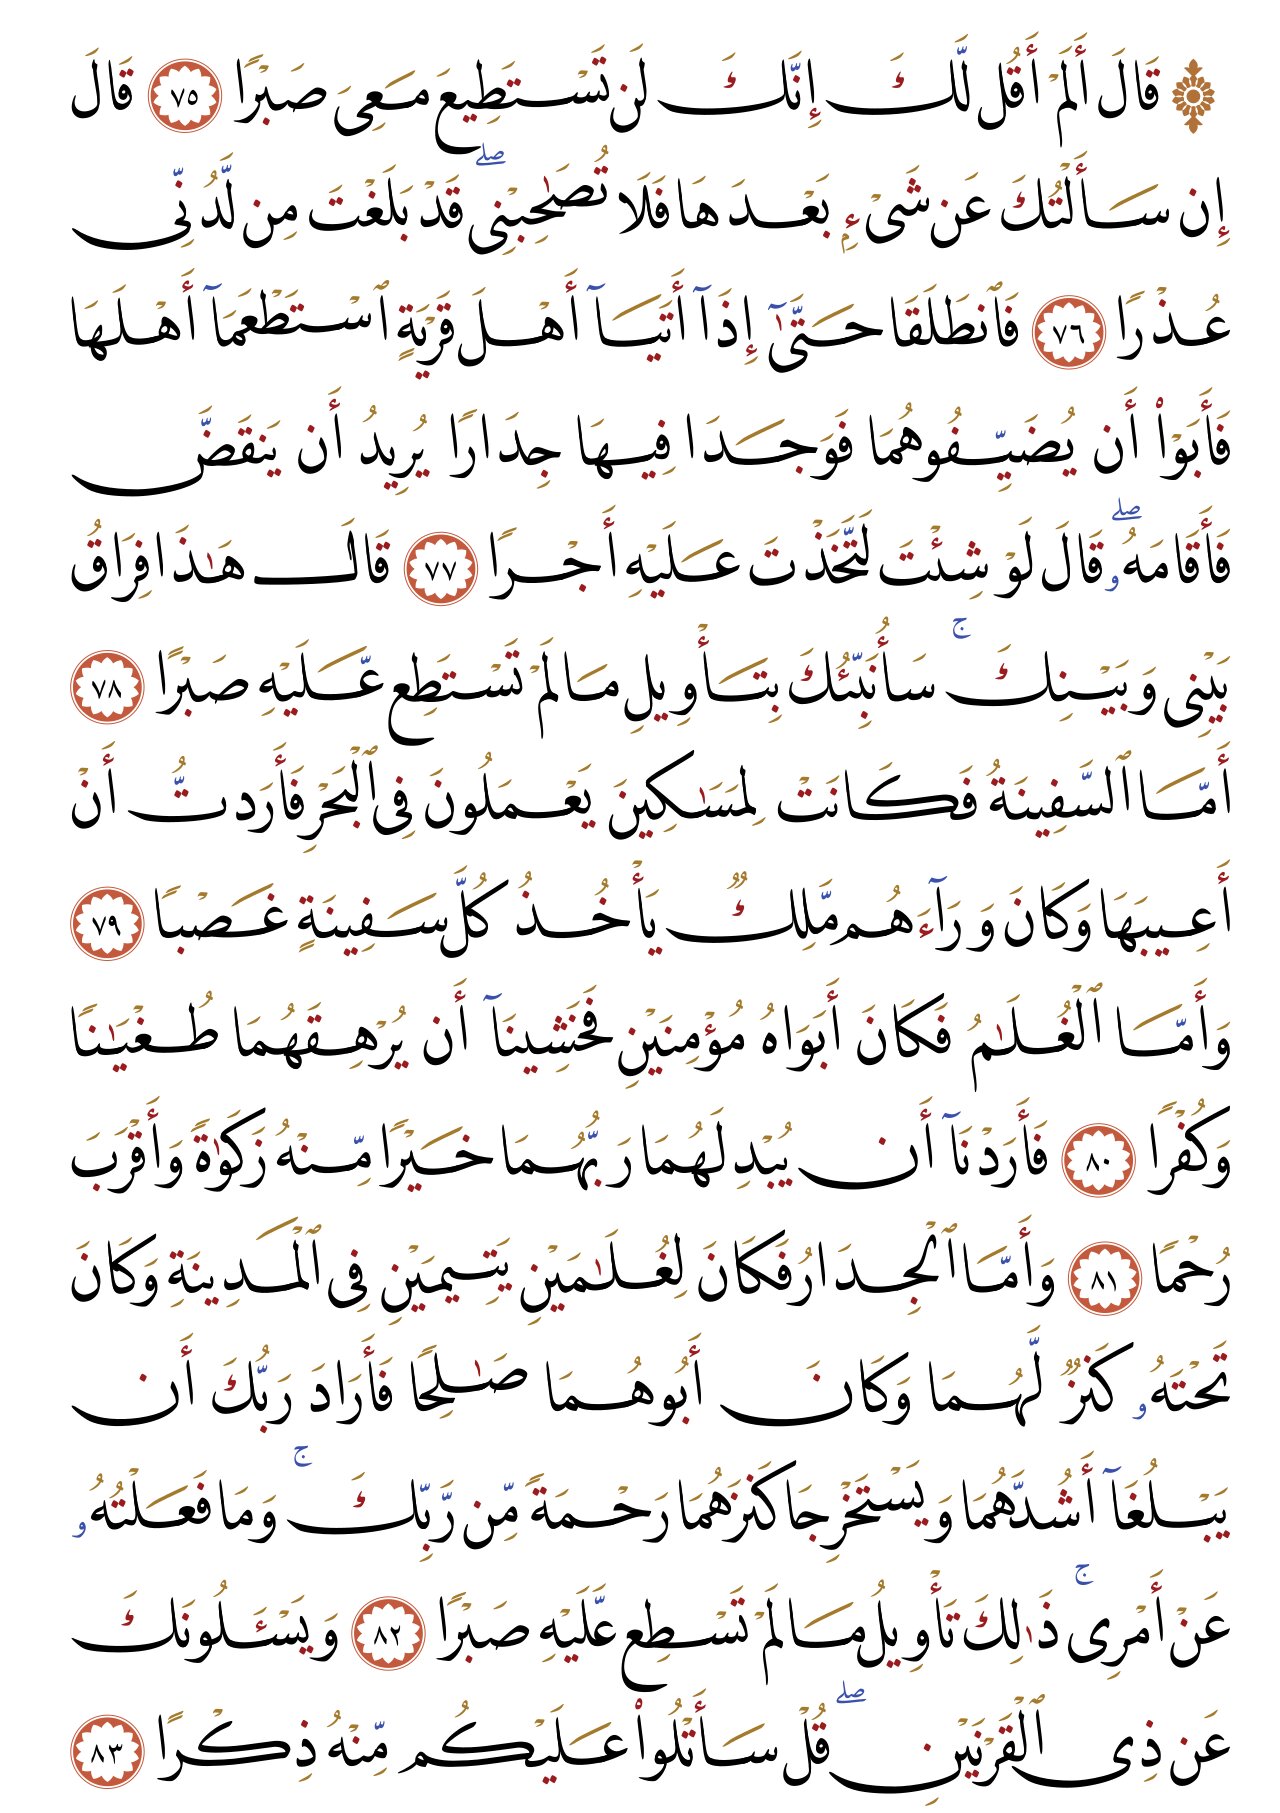 ۞ قَالَ أَلَمْ أَقُل لَّكَ إِنَّكَ لَن تَسْتَطِيعَ مَعِىَ صَبْرًا ٧٥ قَالَ
إِن سَأَلْتُكَ عَن شَىْءٍۭ بَعْدَهَا فَلَا تُصَـٰحِبْنِى ۖ قَدْ بَلَغْتَ مِن لَّدُنِّى
عُذْرًا ٧٦ فَٱنطَلَقَا حَتَّىٰٓ إِذَآ أَتَيَآ أَهْلَ قَرْيَةٍ ٱسْتَطْعَمَآ أَهْلَهَا
فَأَبَوْا۟ أَن يُضَيِّفُوهُمَا فَوَجَدَا فِيهَا جِدَارًا يُرِيدُ أَن يَنقَضَّ
فَأَقَامَهُۥ ۖ قَالَ لَوْ شِئْتَ لَتَّخَذْتَ عَلَيْهِ أَجْرًا ٧٧ قَالَ هَـٰذَا فِرَاقُ
بَيْنِى وَبَيْنِكَ ۚ سَأُنَبِّئُكَ بِتَأْوِيلِ مَا لَمْ تَسْتَطِع عَّلَيْهِ صَبْرًا ٧٨
أَمَّا ٱلسَّفِينَةُ فَكَانَتْ لِمَسَـٰكِينَ يَعْمَلُونَ فِى ٱلْبَحْرِ فَأَرَدتُّ أَنْ
أَعِيبَهَا وَكَانَ وَرَآءَهُم مَّلِكٌ يَأْخُذُ كُلَّ سَفِينَةٍ غَصْبًا ٧٩
وَأَمَّا ٱلْغُلَـٰمُ فَكَانَ أَبَوَاهُ مُؤْمِنَيْنِ فَخَشِينَآ أَن يُرْهِقَهُمَا طُغْيَـٰنًا
وَكُفْرًا ٨٠ فَأَرَدْنَآ أَن يُبْدِلَهُمَا رَبُّهُمَا خَيْرًا مِّنْهُ زَكَوٰةً وَأَقْرَبَ
رُحْمًا ٨١ وَأَمَّا ٱلْجِدَارُ فَكَانَ لِغُلَـٰمَيْنِ يَتِيمَيْنِ فِى ٱلْمَدِينَةِ وَكَانَ
تَحْتَهُۥ كَنزٌ لَّهُمَا وَكَانَ أَبُوهُمَا صَـٰلِحًا فَأَرَادَ رَبُّكَ أَن
يَبْلُغَآ أَشُدَّهُمَا وَيَسْتَخْرِجَا كَنزَهُمَا رَحْمَةً مِّن رَّبِّكَ ۚ وَمَا فَعَلْتُهُۥ
عَنْ أَمْرِى ۚ ذَٰلِكَ تَأْوِيلُ مَا لَمْ تَسْطِع عَّلَيْهِ صَبْرًا ٨٢ وَيَسْـَٔلُونَكَ
عَن ذِى ٱلْقَرْنَيْنِ ۖ قُلْ سَأَتْلُوا۟ عَلَيْكُم مِّنْهُ ذِكْرًا ٨٣